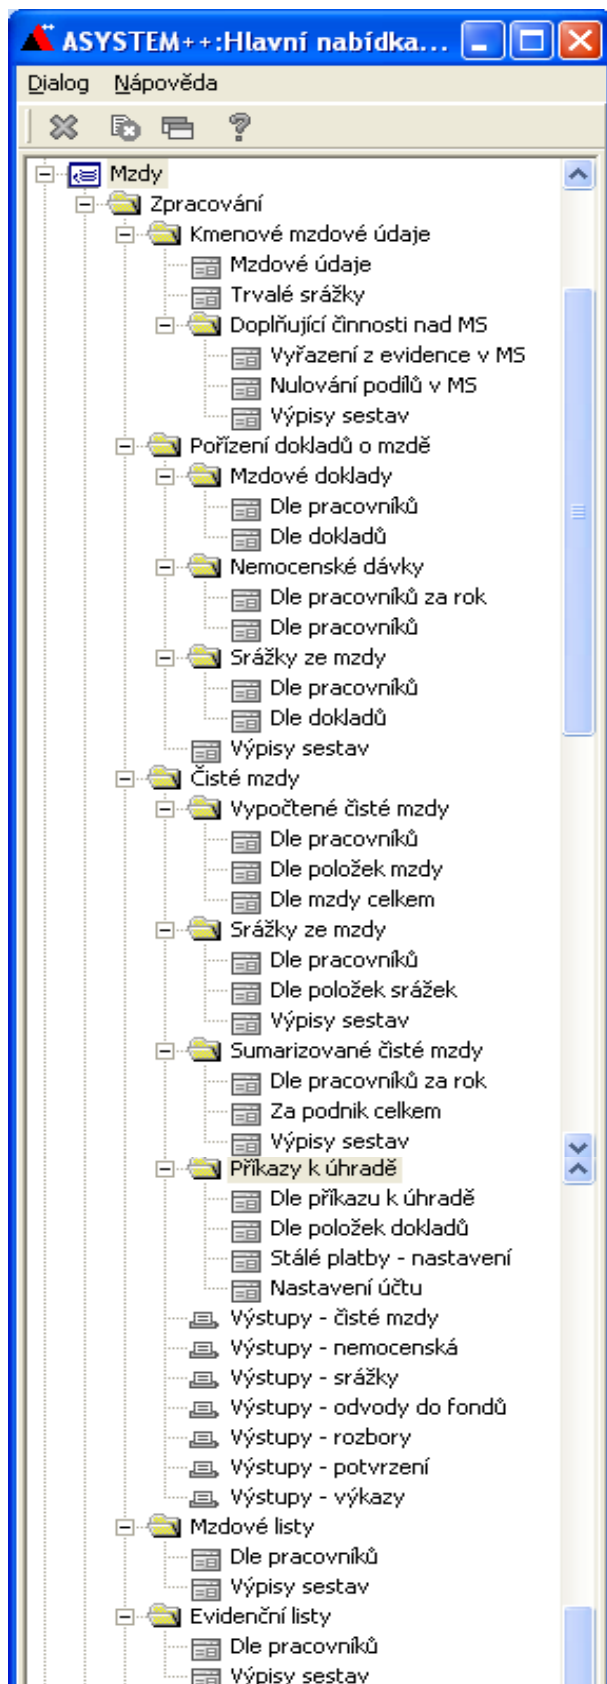 ASYSTEM++:Hlavní nabídka...
Dialog Nápověda
Mzdy
Zpracování
Kmenové mzdové údaje
Mzdové údaje
Trvalé srážky
Doplňující činnosti nad MS
Vyřazení z evidence v MS
Nulování podílů v MS
Výpisy sestav
Pořízení dokladů o mzdě
Mzdové doklady
Dle pracovníků
Dle dokladů
Nemocenské dávky
Dle pracovníků za rok
Dle pracovníků
Srážky ze mzdy
Dle pracovníků
Dle dokladů
Výpisy sestav
Čisté mzdy
Vypočtené čisté mzdy
Dle pracovníků
Dle položek mzdy
Dle mzdy celkem
Srážky ze mzdy
Dle pracovníků
Dle položek srážek
Výpisy sestav
Sumarizované čisté mzdy
Dle pracovníků za rok
Za podnik celkem
Výpisy sestav
Příkazy k úhradě
Dle příkazu k úhradě
Dle položek dokladů
Stálé platby - nastavení
Nastavení účtu
Výstupy - čisté mzdy
Výstupy - nemocenská
Výstupy - srážky
Výstupy - odvody do fondů
Výstupy - rozbory
Výstupy - potvrzení
Výstupy - výkazy
Mzdové listy
Dle pracovníků
Výpisy sestav
Evidenční listy
Dle pracovníků
Výpisy sestav